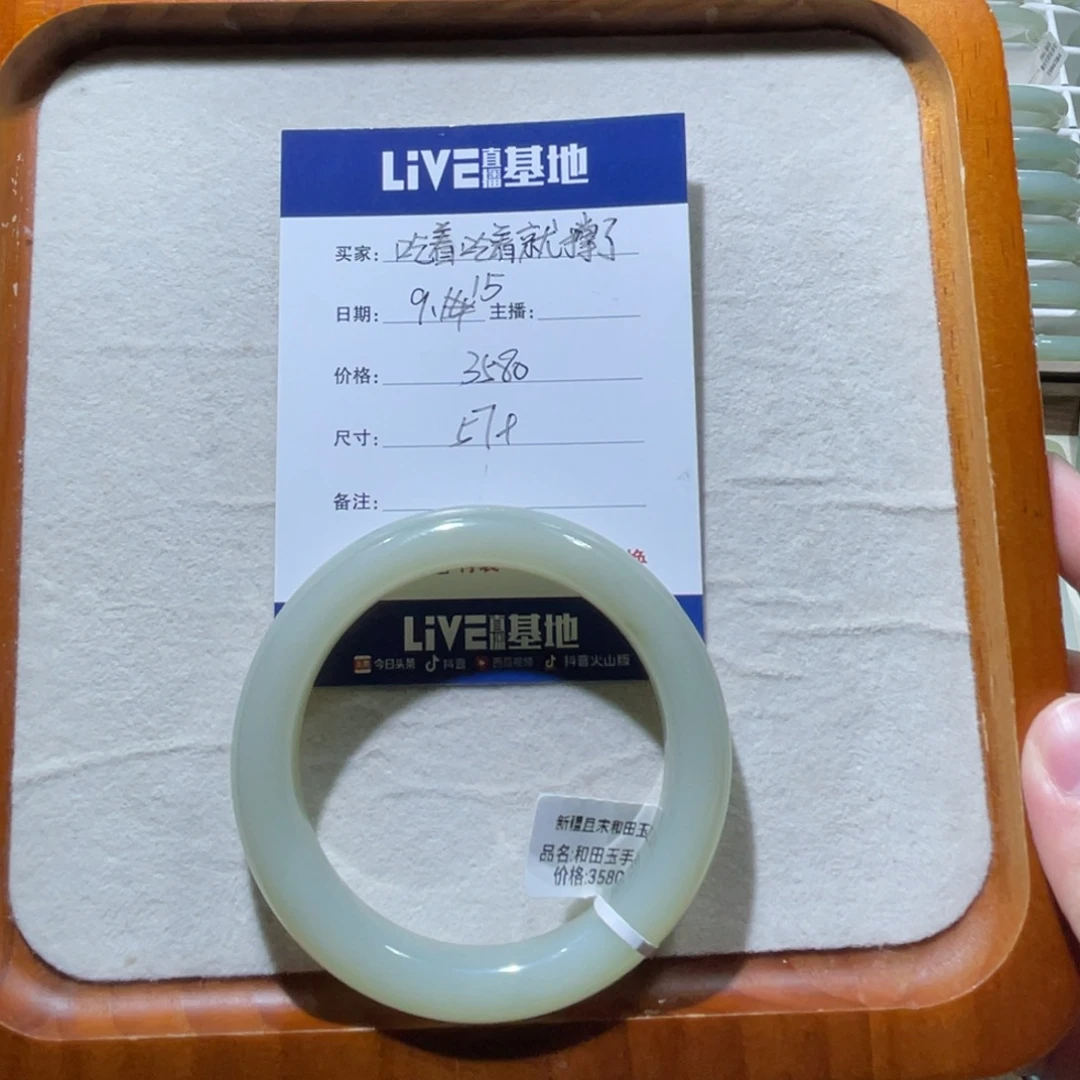 LiVE直播基地
买家: 吃着吃着就撑了
日期: 9.15 主播:
价格: 3580
尺寸: 57+
备注:
换
LiVE直播基地
今日头条 抖音 西瓜视频 抖音火山版
新疆且末和田玉
品名:和田玉手
价格:3580